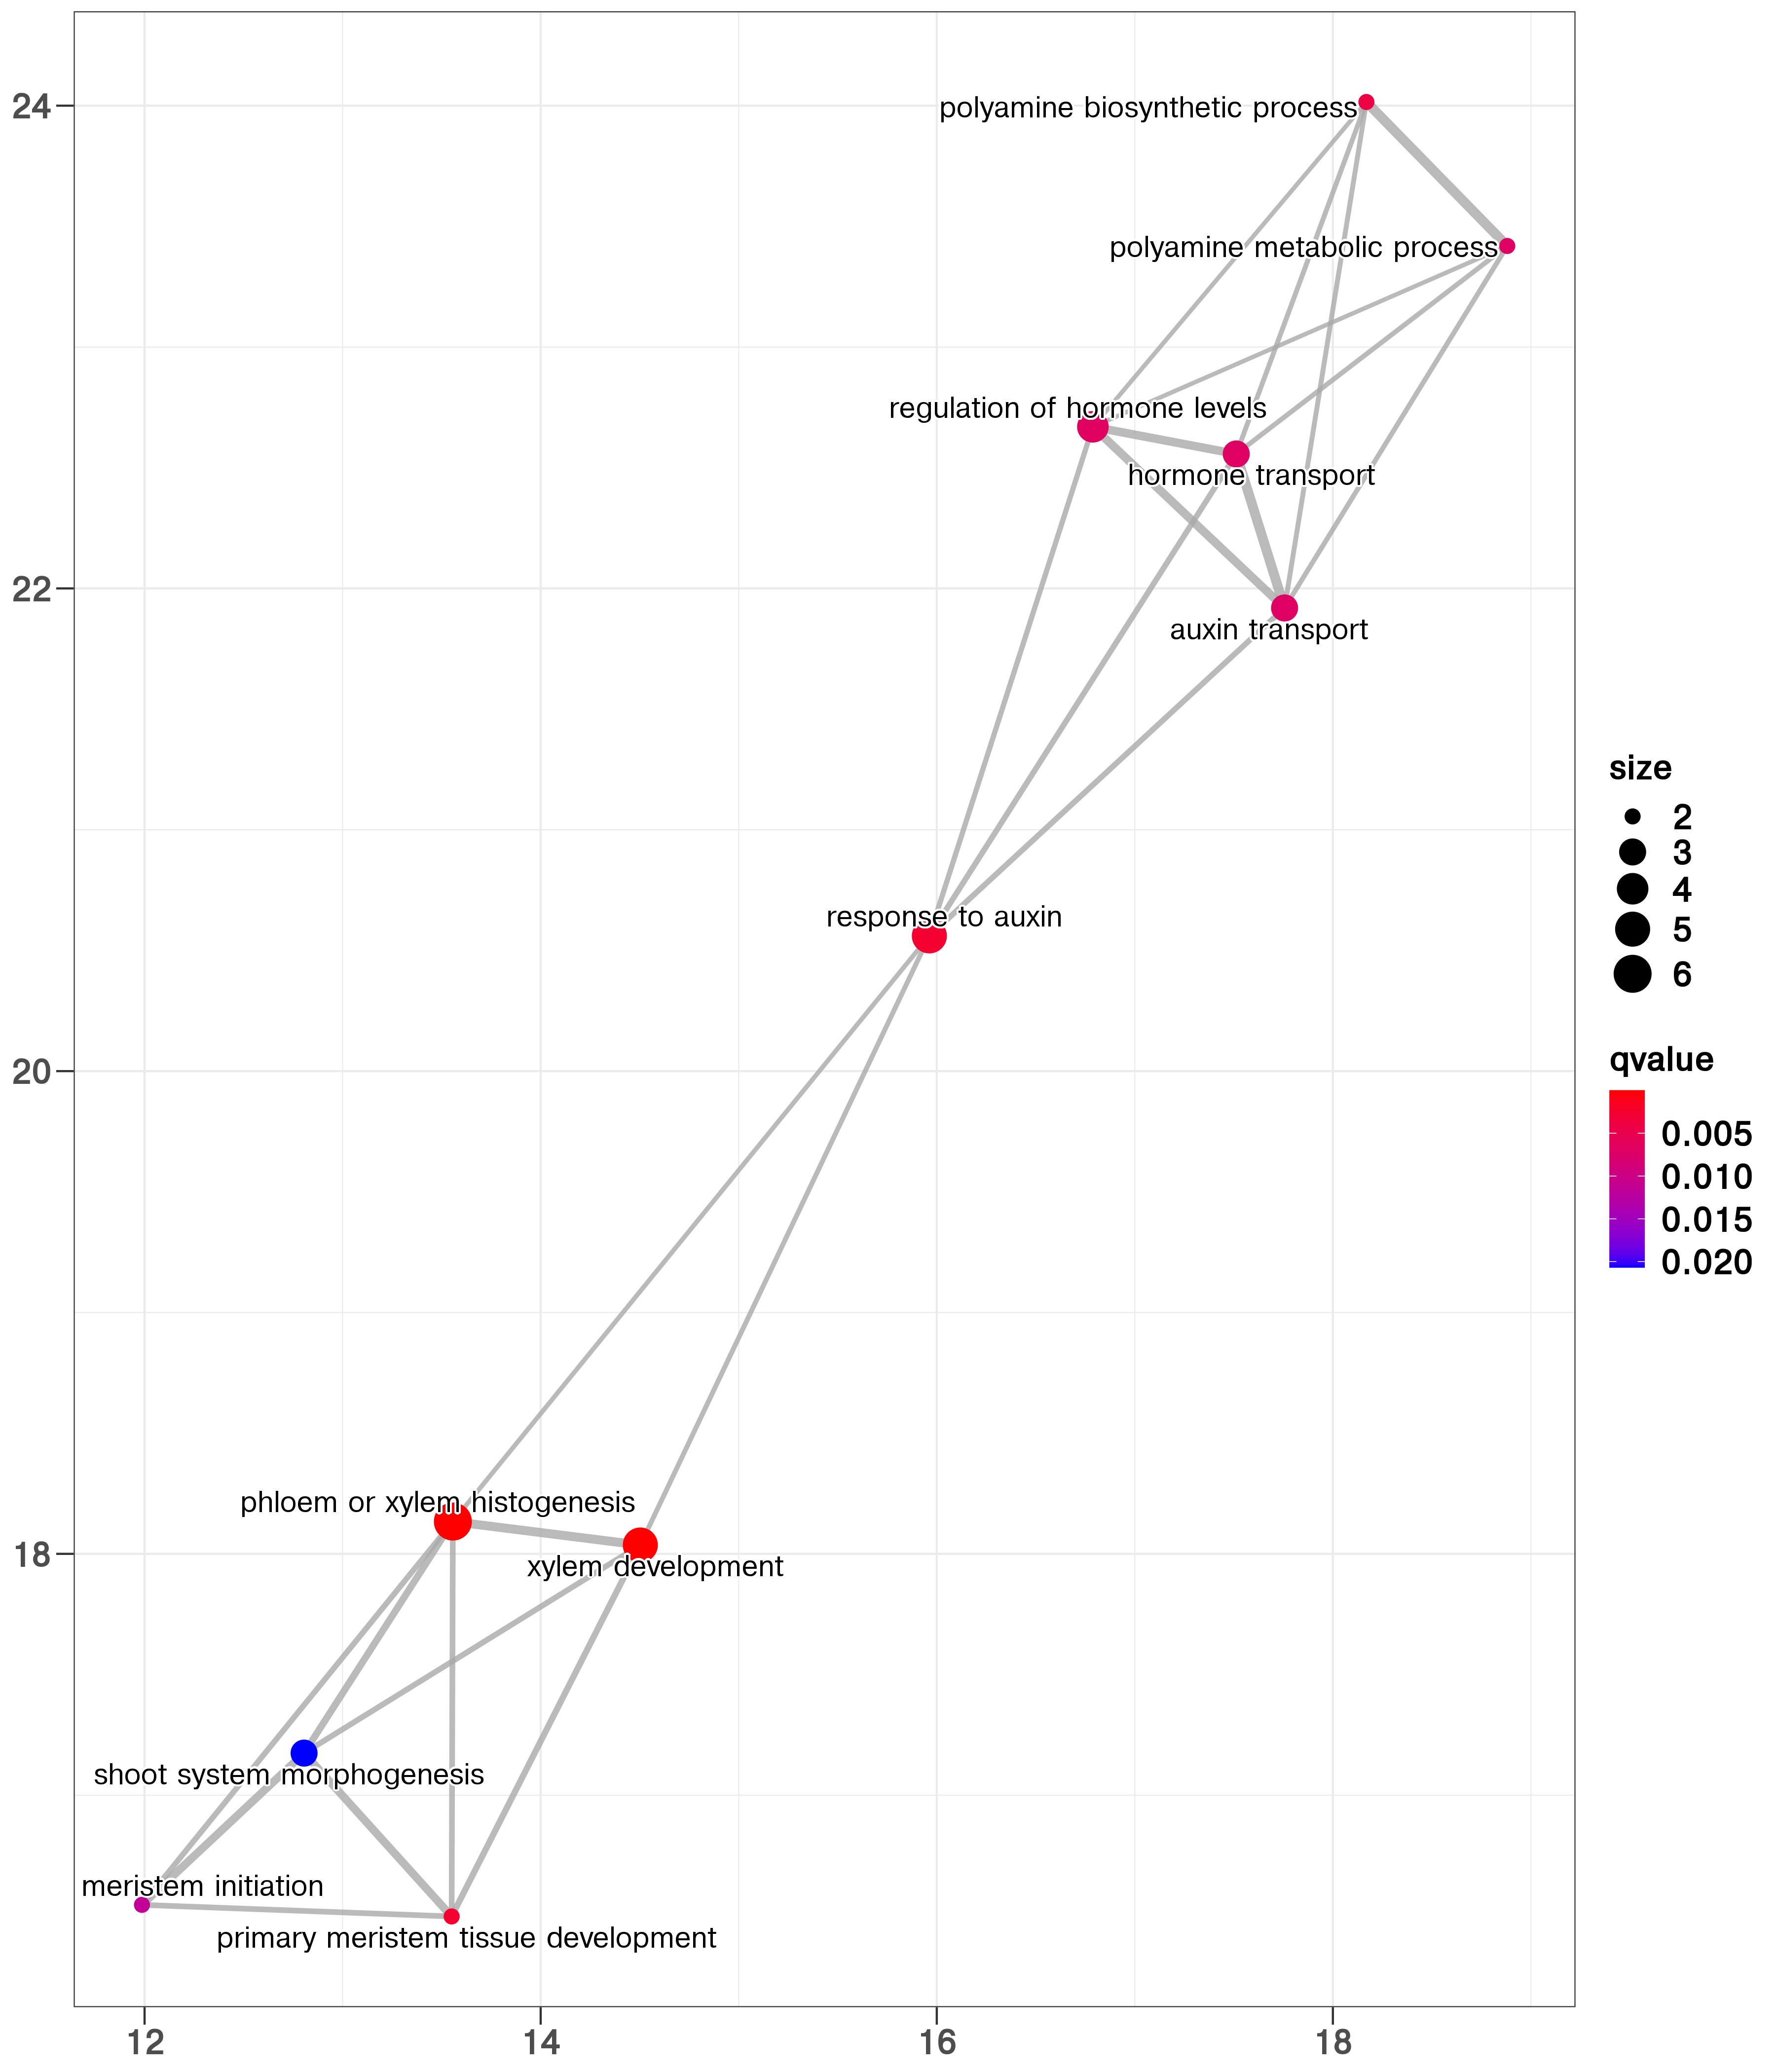 24
polyamine biosynthetic process
polyamine metabolic process
regulation of hormone levels
hormone transport
22
auxin transport
size
2
3
4
5
6
response to auxin
20
qvalue
0.005
0.010
0.015
0.020
phloem or xylem histogenesis
18
xylem development
shoot system morphogenesis
meristem initiation
primary meristem tissue development
12
14
16
18